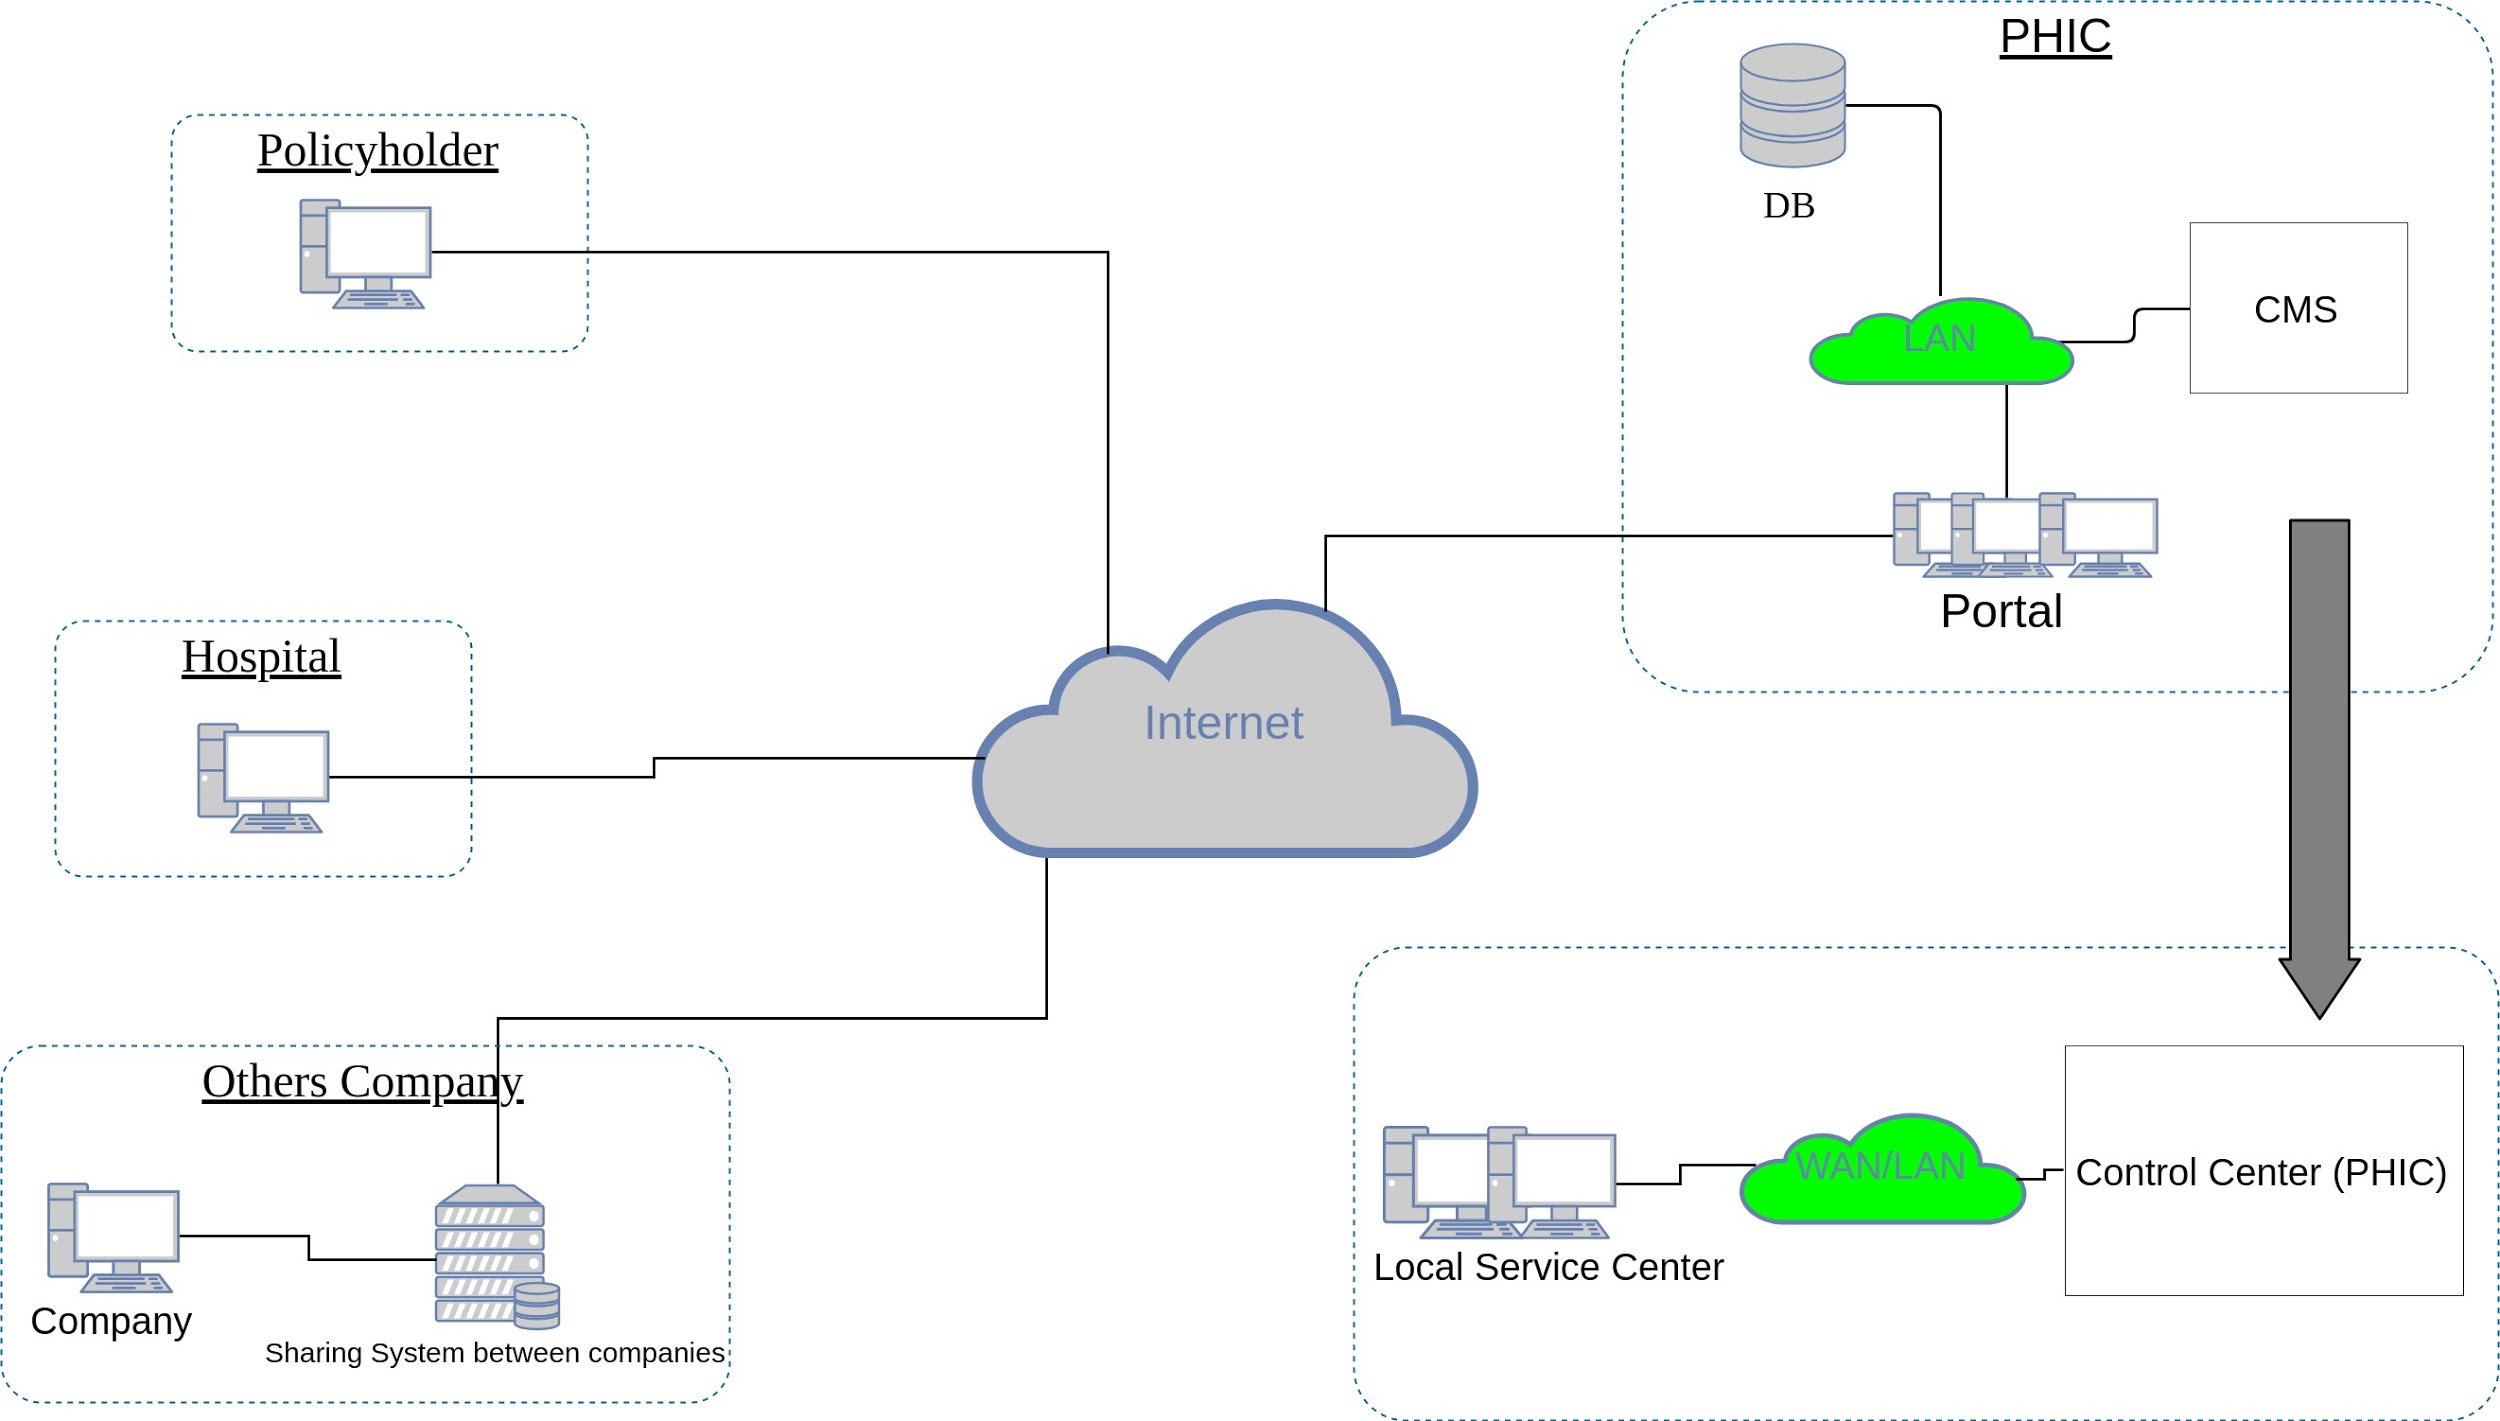 PHIC
Policyholder
DB
CMS
LAN
Portal
Hospital
Internet
Others Company
Control Center (PHIC)
WAN/LAN
Local Service Center
Company
Sharing System between companies